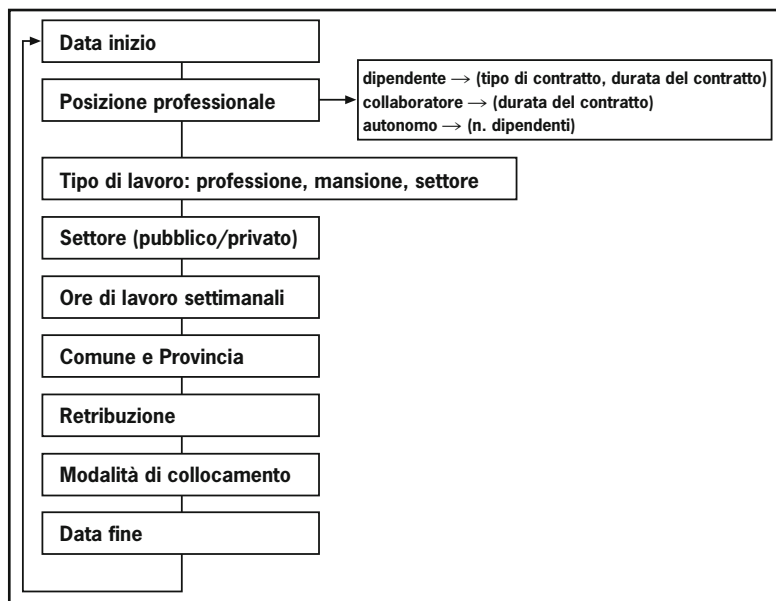 Data inizio
Posizione professionale
dipendente → (tipo di contratto, durata del contratto)
collaboratore → (durata del contratto)
autonomo → (n. dipendenti)
Tipo di lavoro: professione, mansione, settore
Settore (pubblico/privato)
Ore di lavoro settimanali
Comune e Provincia
Retribuzione
Modalità di collocamento
Data fine